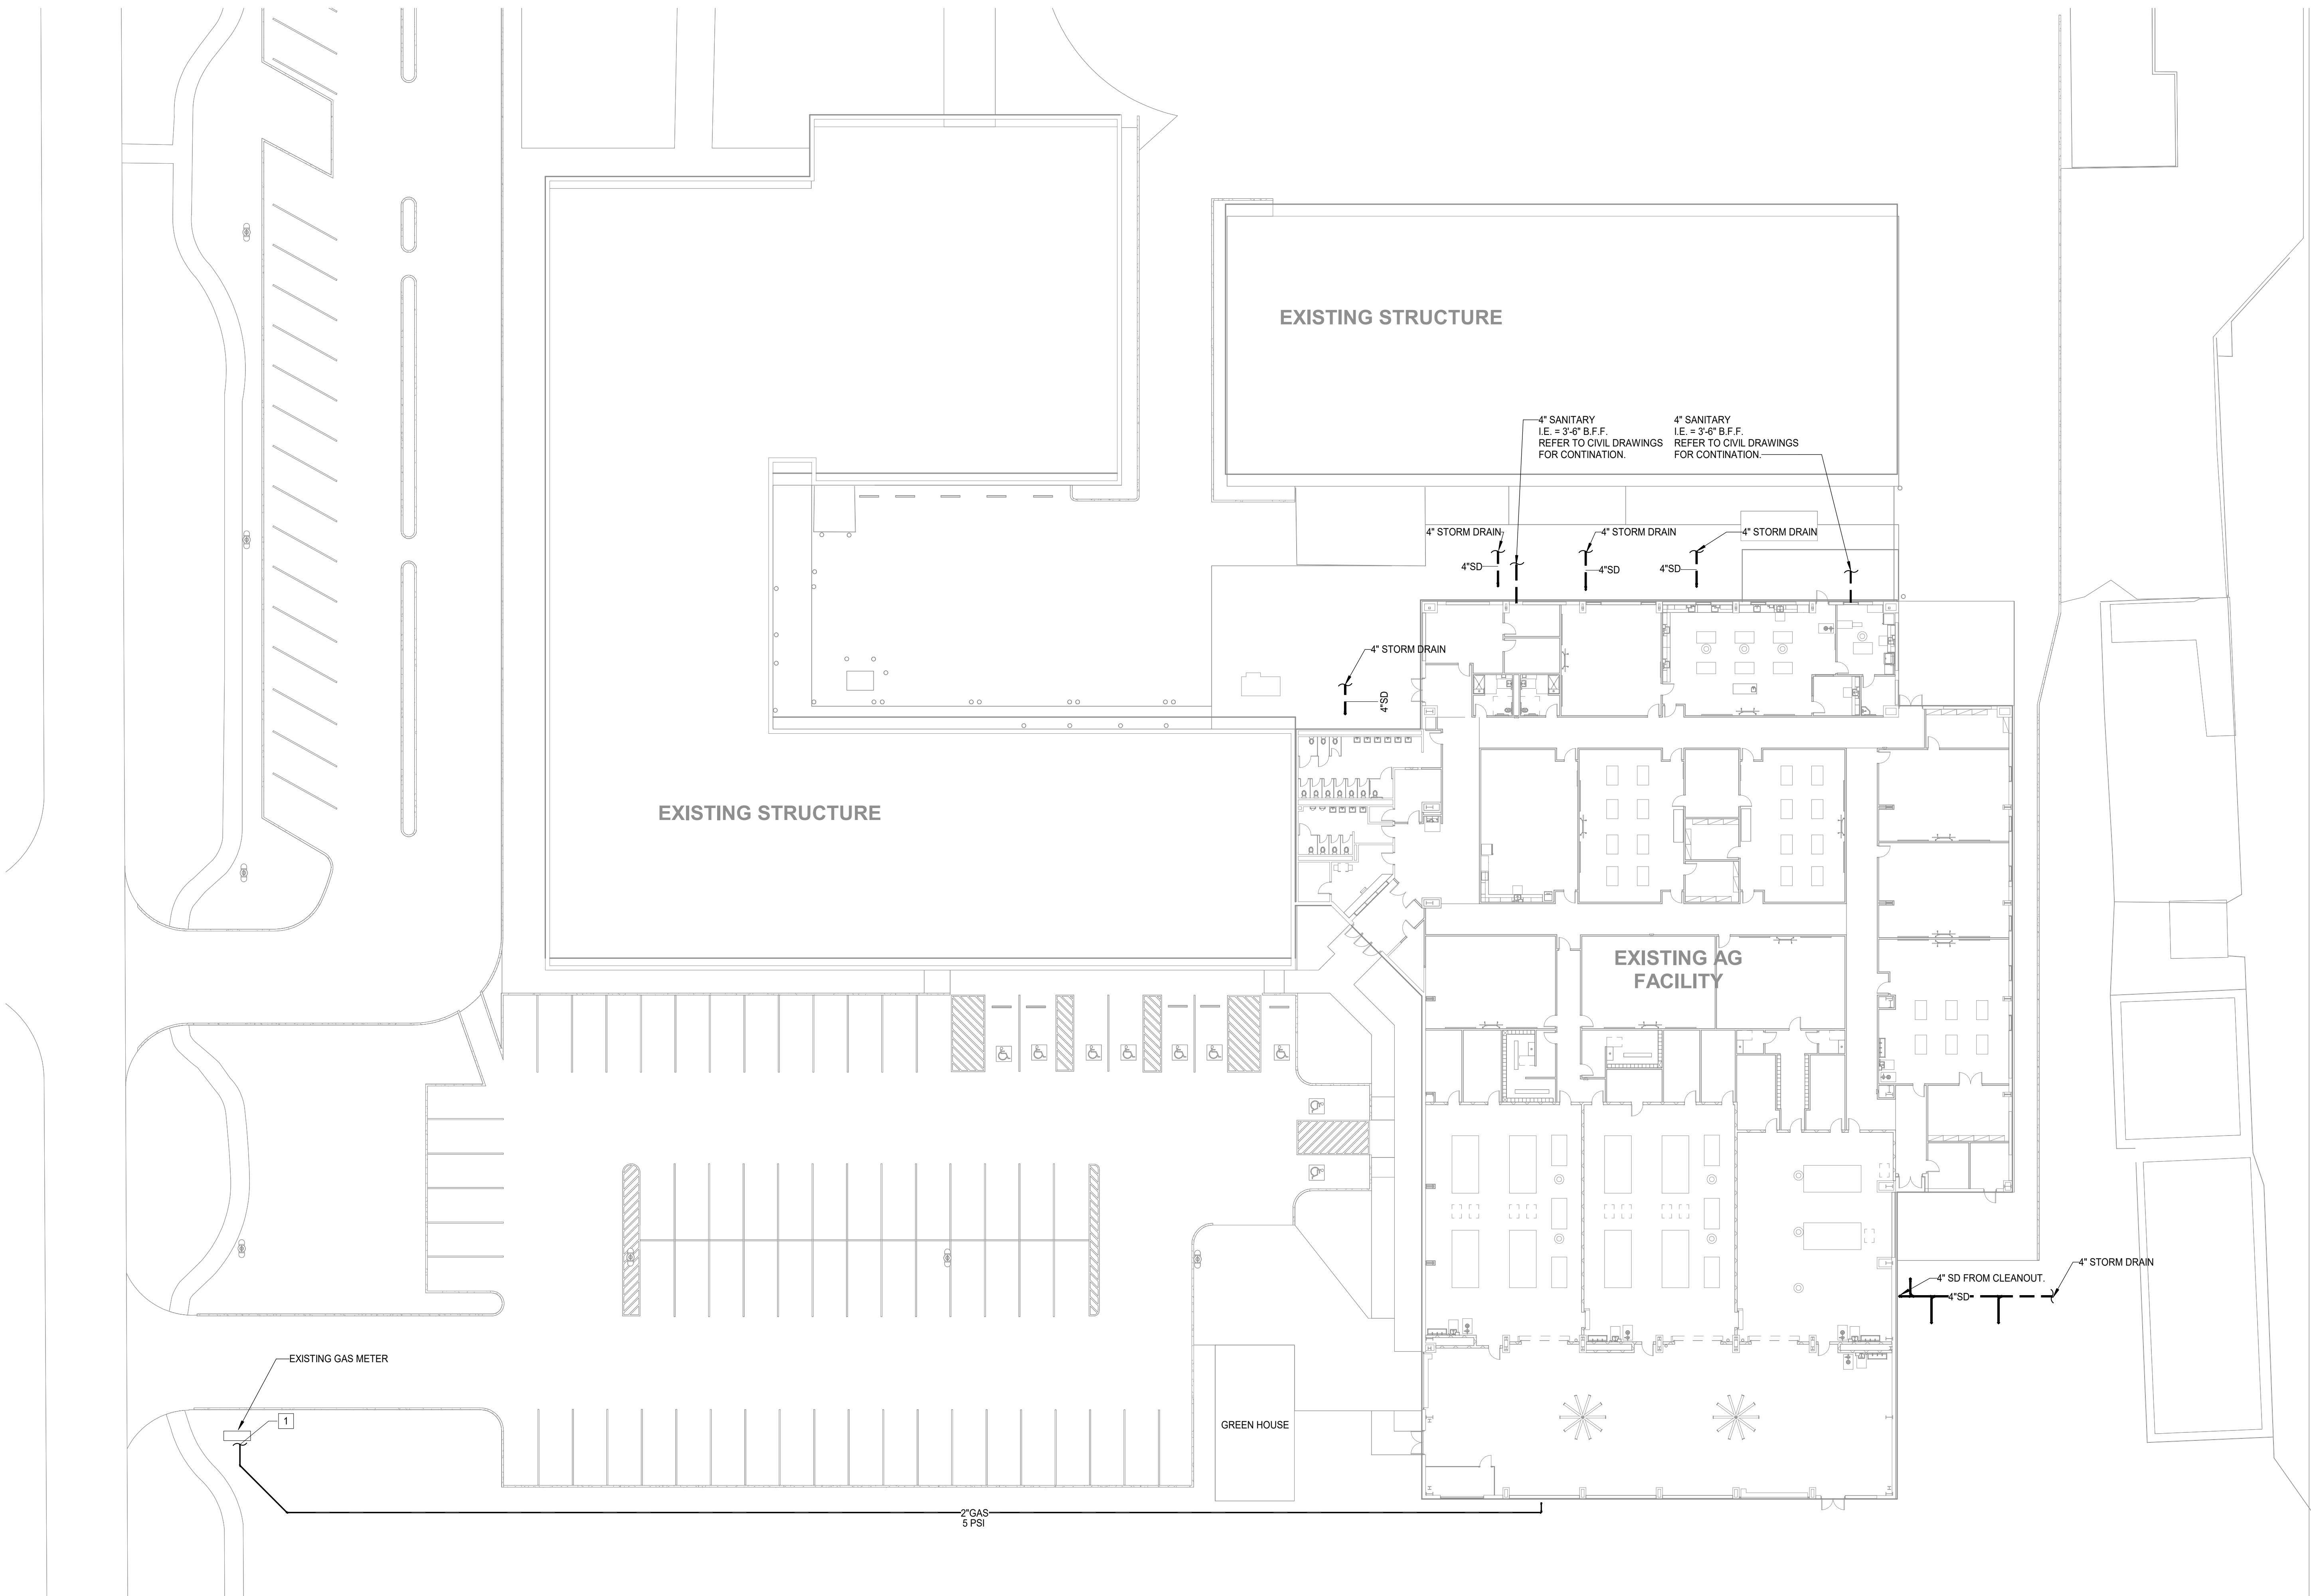 EXISTING STRUCTURE
4" SANITARY
I.E. = 3'-6" B.F.F.
REFER TO CIVIL DRAWINGS
FOR CONTINATION.
4" SANITARY
I.E. = 3'-6" B.F.F.
REFER TO CIVIL DRAWINGS
FOR CONTINATION.
4" STORM DRAIN
4" STORM DRAIN
4" STORM DRAIN
4"SD
4"SD
4"SD
4" STORM DRAIN
4"SD
EXISTING STRUCTURE
EXISTING AG
FACILITY
4" STORM DRAIN
4" SD FROM CLEANOUT.
4"SD
EXISTING GAS METER
1
GREEN HOUSE
2"GAS
5 PSI